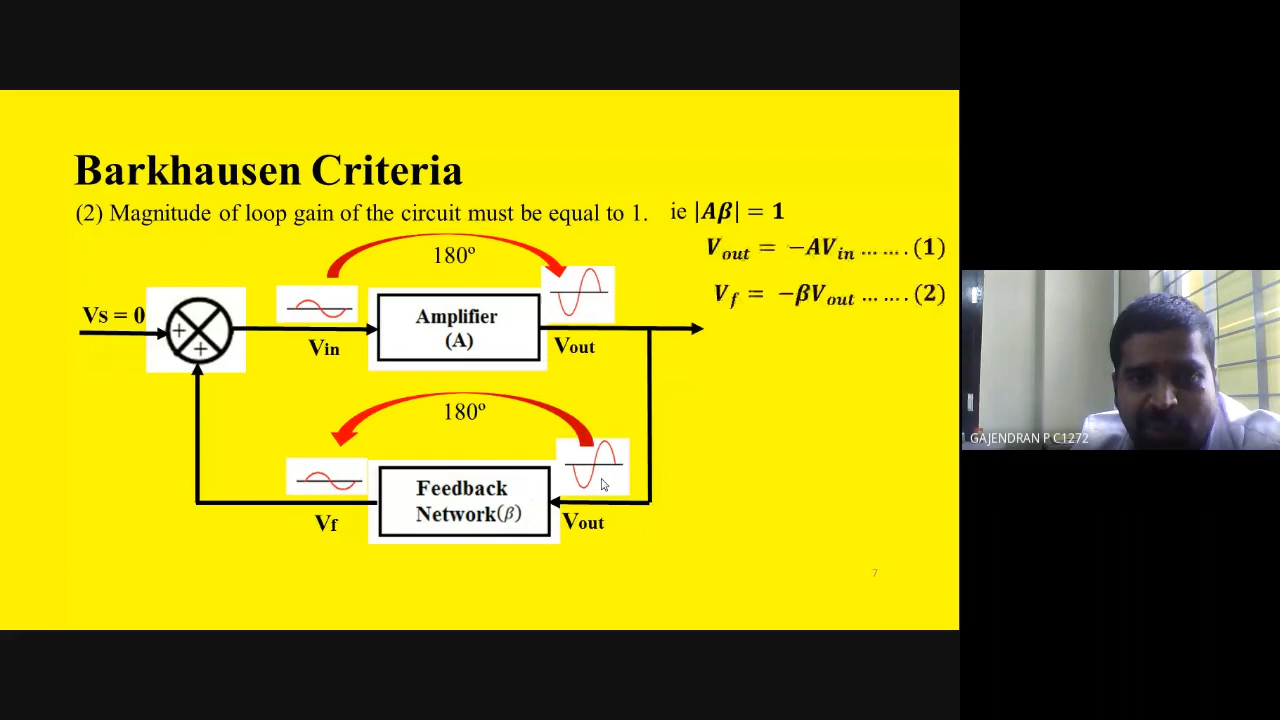 Barkhausen Criteria
(2) Magnitude of loop gain of the circuit must be equal to 1. ie |Aβ| = 1
V_out = −AV_in ... ... . (1)
V_f = −βV_out ... ... . (2)
180º
Vs = 0
+
+
Vin
Amplifier
(A)
Vout
180º
Vf
Feedback
Network(β)
Vout
7
1 GAJENDRAN P C1272